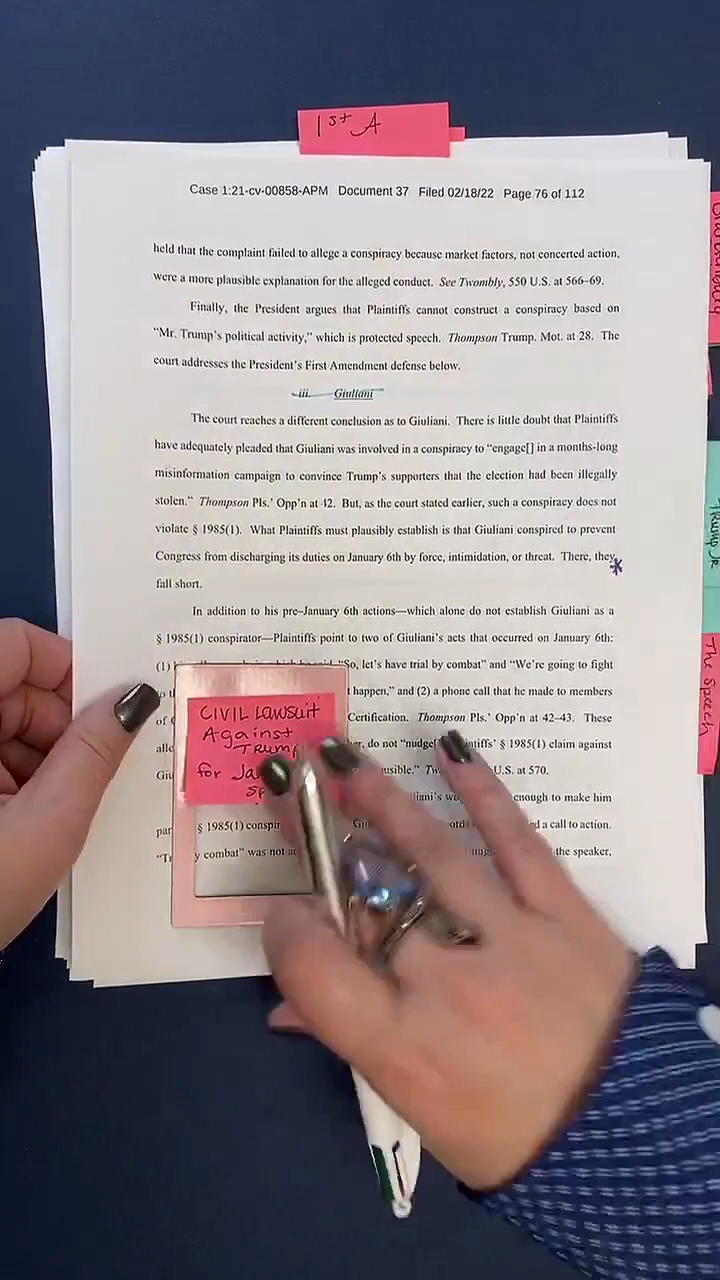 1st A
Case 1:21-cv-00858-APM Document 37 Filed 02/18/22 Page 76 of 112
held that the complaint failed to allege a conspiracy because market factors, not concerted action,
were a more plausible explanation for the alleged conduct. See Twombly, 550 U.S. at 566–69.
Finally, the President argues that Plaintiffs cannot construct a conspiracy based on
“Mr. Trump’s political activity,” which is protected speech. Thompson Trump. Mot. at 28. The
court addresses the President’s First Amendment defense below.
iii. Giuliani
The court reaches a different conclusion as to Giuliani. There is little doubt that Plaintiffs
have adequately pleaded that Giuliani was involved in a conspiracy to “engage[] in a months-long
misinformation campaign to convince Trump’s supporters that the election had been illegally
stolen.” Thompson Pls.’ Opp’n at 42. But, as the court stated earlier, such a conspiracy does not
violate § 1985(1). What Plaintiffs must plausibly establish is that Giuliani conspired to prevent
Congress from discharging its duties on January 6th by force, intimidation, or threat. There, they
fall short.
In addition to his pre–January 6th actions—which alone do not establish Giuliani as a
§ 1985(1) conspirator—Plaintiffs point to two of Giuliani’s acts that occurred on January 6th:
(1) “So, let’s have trial by combat” and “We’re going to fight
happen,” and (2) a phone call that he made to members
of Certification. Thompson Pls.’ Opp’n at 42–43. These
do not “nudge § 1985(1) claim against
U.S. at 570.
enough to make him
§ 1985(1) a call to action.
combat” was not the speaker,
CIVIL LAWSUIT
Against
TRUMP
for
Trump Jr.
The Speech